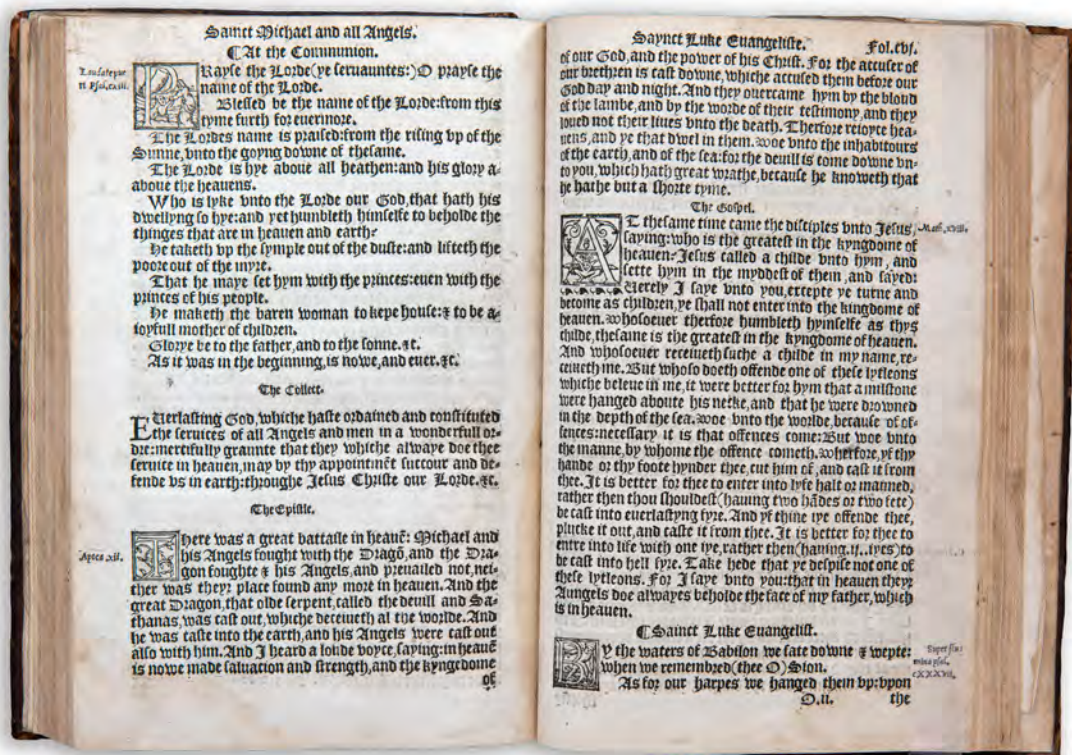 Sainct Michael and all Angels.
¶At the Communion.
Laudate pue
ri Psal.cxiii.
PRayse the Lorde(ye seruauntes:)O prayse the
name of the Lorde.
Blessed be the name of the Lorde:from this
tyme furth for euermore.
The Lordes name is praised:from the rising vp of the
Sunne,vnto the goyng downe of thesame.
The Lorde is hye aboue all heathen:and his glory a-
boue the heauens.
Who is lyke vnto the Lorde our God,that hath his
dwellyng so hye:and yet humbleth himselfe to beholde the
thinges that are in heauen and earth?
He taketh vp the symple out of the duste:and lifteth the
poore out of the myre.
That he maye set hym with the princes:euen with the
princes of his people.
He maketh the baren woman to kepe house:& to be a
ioyfull mother of children.
Glorye be to the father,and to the sonne.&c.
As it was in the beginning,is nowe,and euer.&c.
The Collect.
EUerlasting God,whiche haste ordained and constituted
the seruices of all Angels and men in a wonderfull or-
dre:mercifully graunte that they whiche alwaye doe thee
seruice in heauen,may by thy appointmēt succour and de-
fende vs in earth:throughe Jesus Christe our Lorde.&c.
The Epistle.
Apoca .xii.
There was a great battaile in heauē: Michael and
his Angels fought with the Dragō,and the Dra-
gon foughte & his Angels,and preuailed not,nei-
ther was theyr place found any more in heauen.And the
great Dragon,that olde serpent,called the deuill and Sa-
thanas,was cast out,whiche deceiueth al the worlde.And
he was caste into the earth,and his Angels were cast out
also with him.And I heard a loude voyce,saying:in heauē
is nowe made saluation and strength,and the kyngedome
of
Saynct Luke Euangeliste.
Fol.cvj.
of our God,and the power of his Christ.For the accuser of
our brethren is cast downe,whiche accused them before our
God day and night.And they ouercame hym by the bloud
of the lambe,and by the worde of their testimony,and they
loued not their liues vnto the death.Therfore reioyce hea-
uens,and ye that dwel in them.woe vnto the inhabitours
of the earth,and of the sea:for the deuill is come downe vn-
to you,which hath great wrathe,because he knoweth that
he hathe but a shorte tyme.
The Gospel.
Mat.xviii.
AT thesame time came the disciples vnto Jesus,
saying:who is the greatest in the kyngdome of
heauen?Jesus called a childe vnto hym, and
sette hym in the myddest of them,and sayed:
Uerely I saye vnto you,excepte ye turne and
become as children,ye shall not enter into the kingdome of
heauen.whosoeuer therfore humbleth hymselfe as thys
childe,thesame is the greatest in the kyngdome of heauen.
And whosoeuer receiueth suche a childe in my name,re-
ceiueth me.But whoso doeth offende one of these lytleons
whiche beleue in me,it were better for hym that a milstone
were hanged aboute his necke,and that he were drowned
in the depth of the sea.woe vnto the worlde,because of of-
fences:necessary it is that offences come:But woe vnto
the manne,by whome the offence cometh.wherfore,yf thy
hande or thy foote hynder thee,cut him of,and cast it from
thee.It is better for thee to enter into lyfe halt or maimed,
rather then thou shouldest(hauing two hādes or two fete)
be cast into euerlastyng fyre.And yf thine iye offende thee,
plucke it out,and caste it from thee.It is better for thee to
entre into life with one iye,rather then(hauing.ij..iyes)to
be cast into hell fyre.Take hede that ye despise not one of
these lytleons.For I saye vnto you:that in heauen theyr
Aungels doe alwayes beholde the face of my father,which
is in heauen.
¶Sainct Luke Euangelist.
Super flu-
mina psal.
cxxxvii.
BY the waters of Babilon we sate downe & wepte:
when we remembred(thee O)Sion.
As for our harpes we hanged them vp:vpon
O.ii.
the